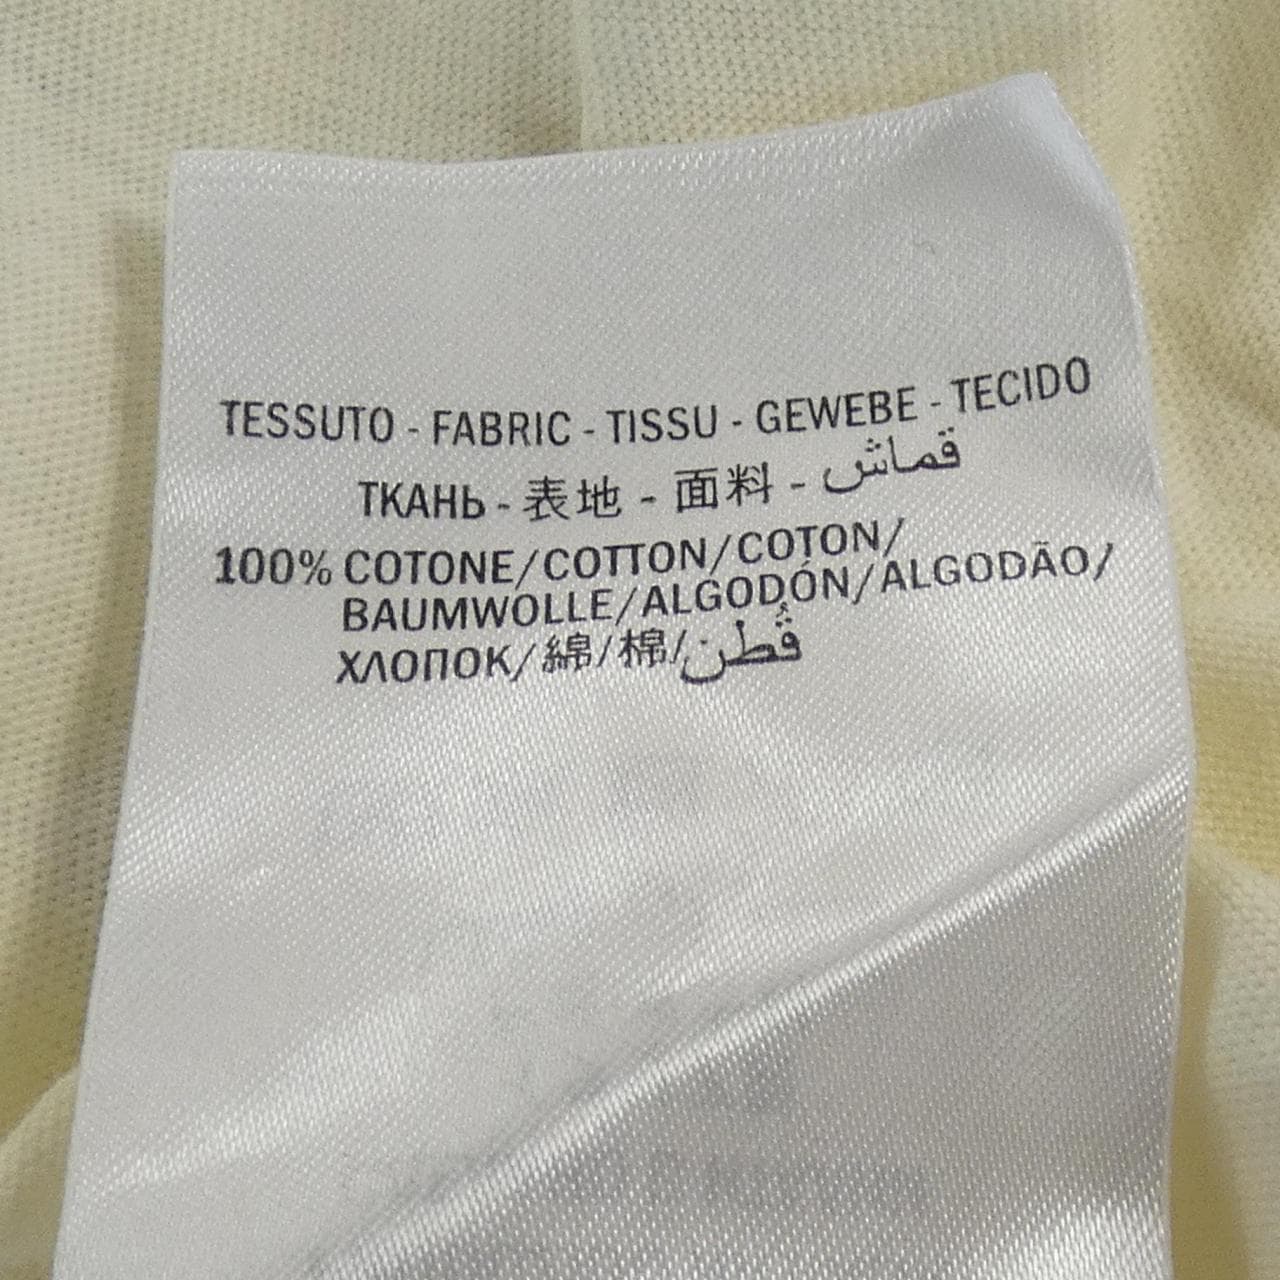 TESSUTO - FABRIC - TISSU - GEWEBE - TECIDO
ТКАНЬ - 表地 - 面料 - قماش
100% COTONE/COTTON/COTON/
BAUMWOLLE/ALGODÓN/ALGODÃO/
ХЛОПОК/綿/棉/قُطن